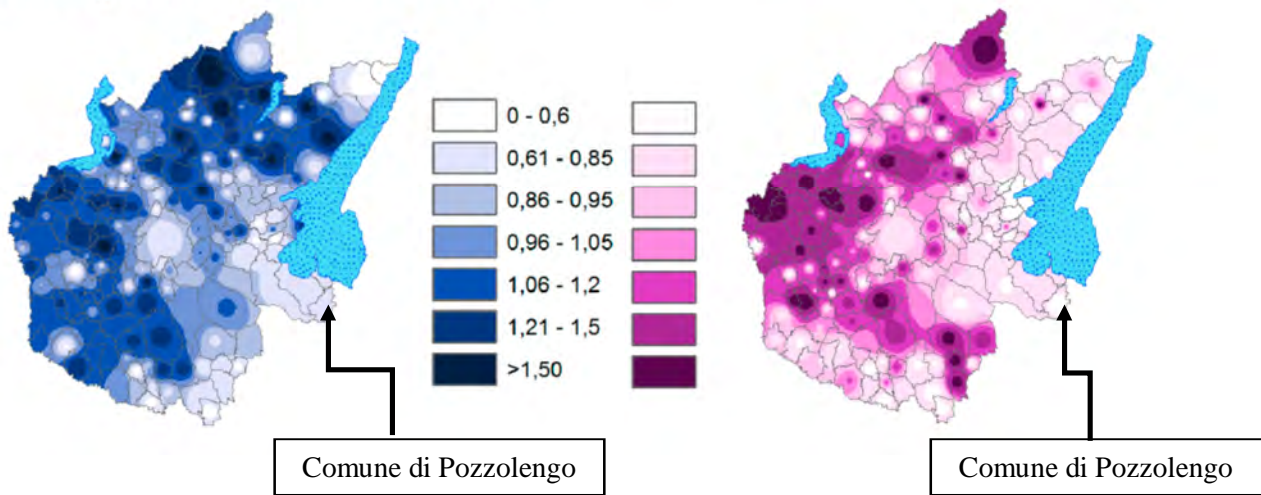 0 - 0,6
0,61 - 0,85
0,86 - 0,95
0,96 - 1,05
1,06 - 1,2
1,21 - 1,5
>1,50
Comune di Pozzolengo
Comune di Pozzolengo